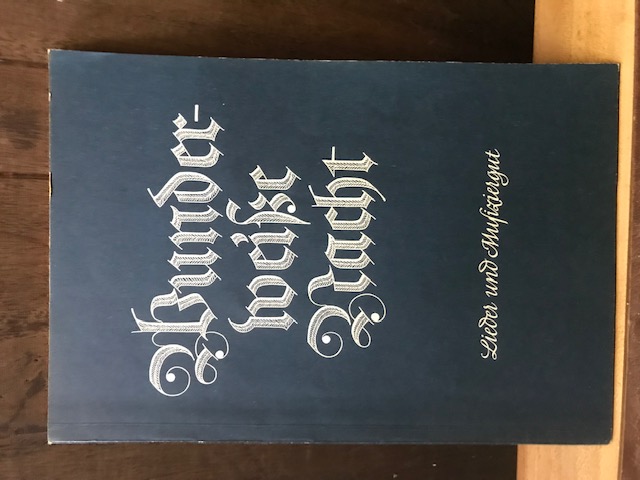 Wunder-
weiße
Nacht
Lieder und Musiziergut